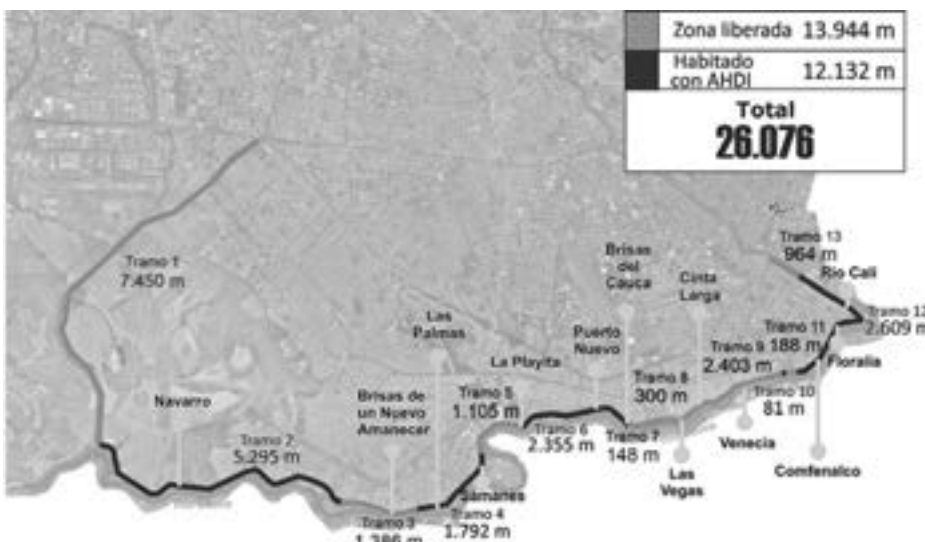 Zona liberada 13.944 m
Habitado
con AHDI 12.132 m
Total
26.076
Tramo 13
964 m
Rio Cali
Brisas
del
Cauca
Cinta
Larga
Tramo 1
7.450 m
Tramo 12
2.609 m
Las
Palmas
Puerto
Nuevo
Tramo 11
188 m
Tramo 9
2.403 m
Floralia
La Playita
Tramo 8
300 m
Navarro
Brisas de
un Nuevo
Amanecer
Tramo 5
1.105 m
Tramo 10
81 m
Tramo 2
5.295 m
Tramo 6
2.355 m
Tramo 7
148 m
Venecia
Las
Vegas
Comfenalco
Samanes
Tramo 3
1.386 m
Tramo 4
1.792 m